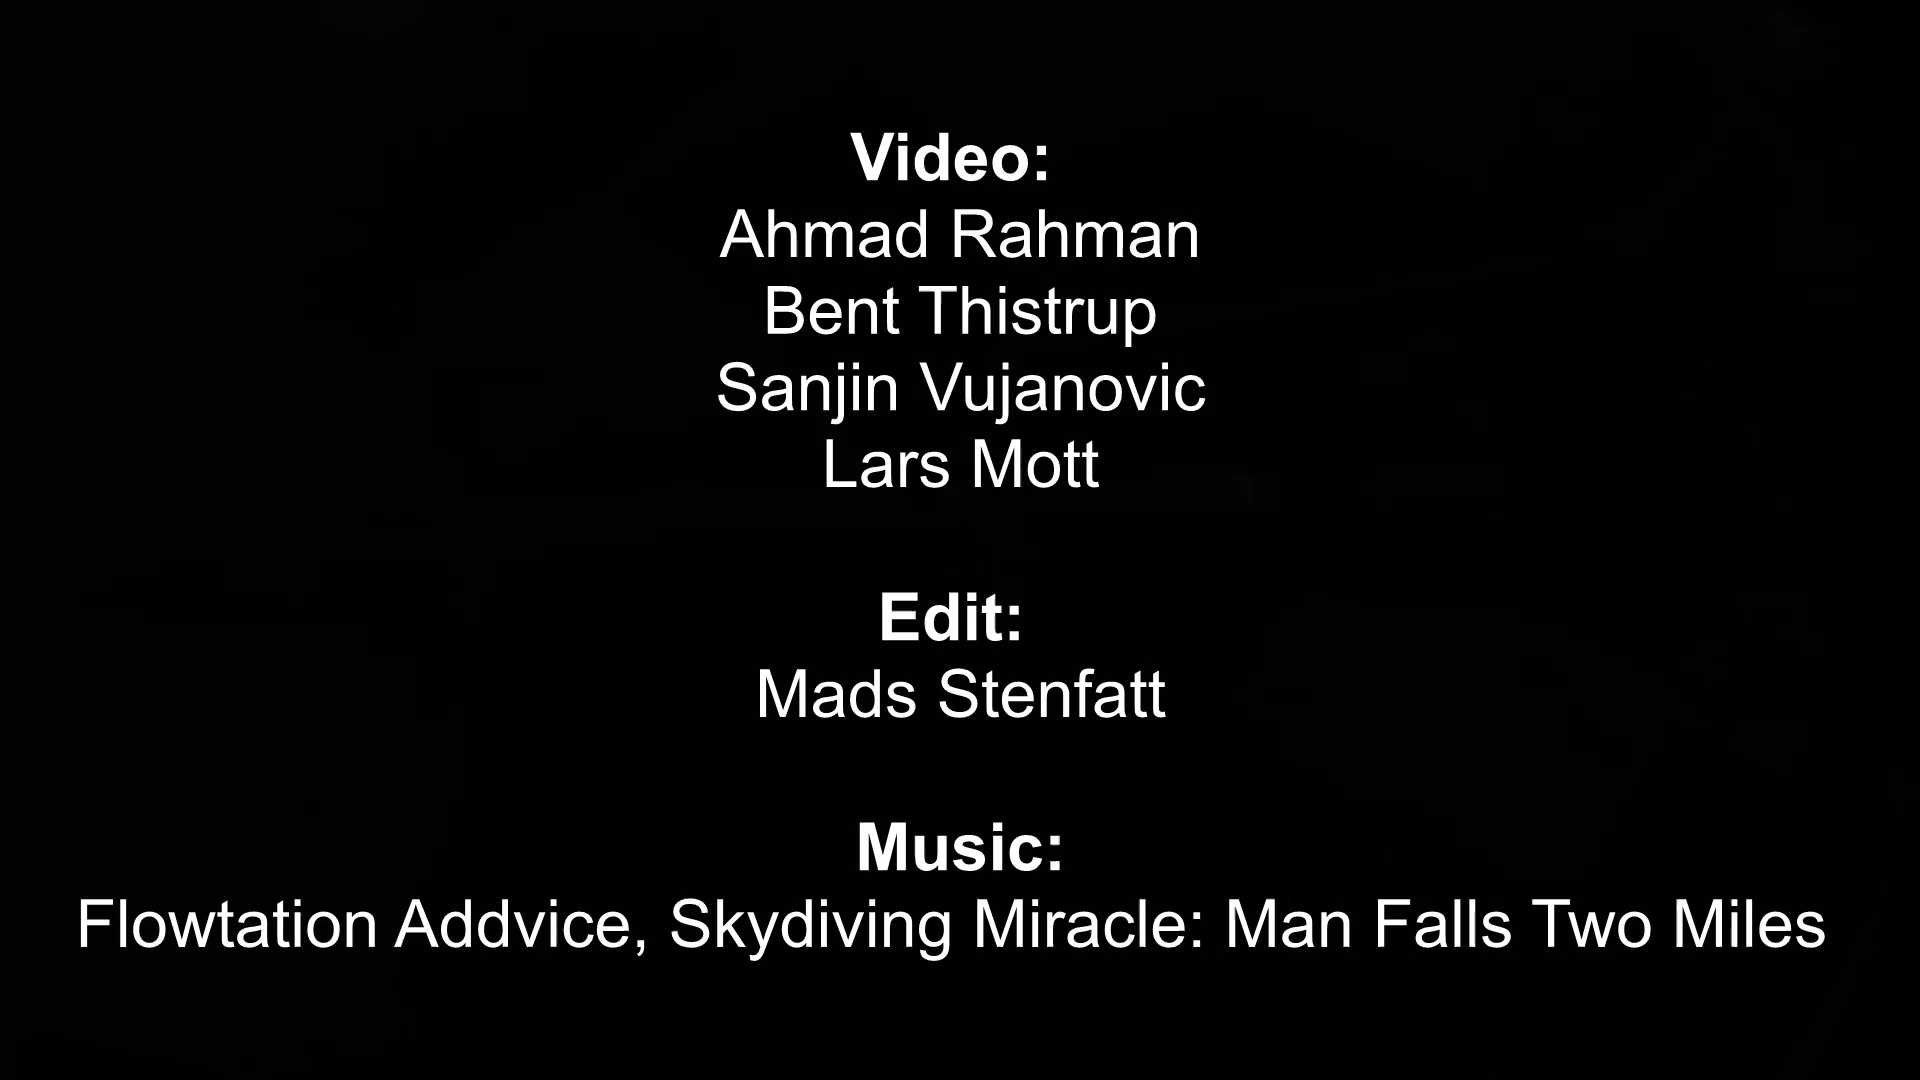 Video:
Ahmad Rahman
Bent Thistrup
Sanjin Vujanovic
Lars Mott
Edit:
Mads Stenfatt
Music:
Flowtation Addvice, Skydiving Miracle: Man Falls Two Miles